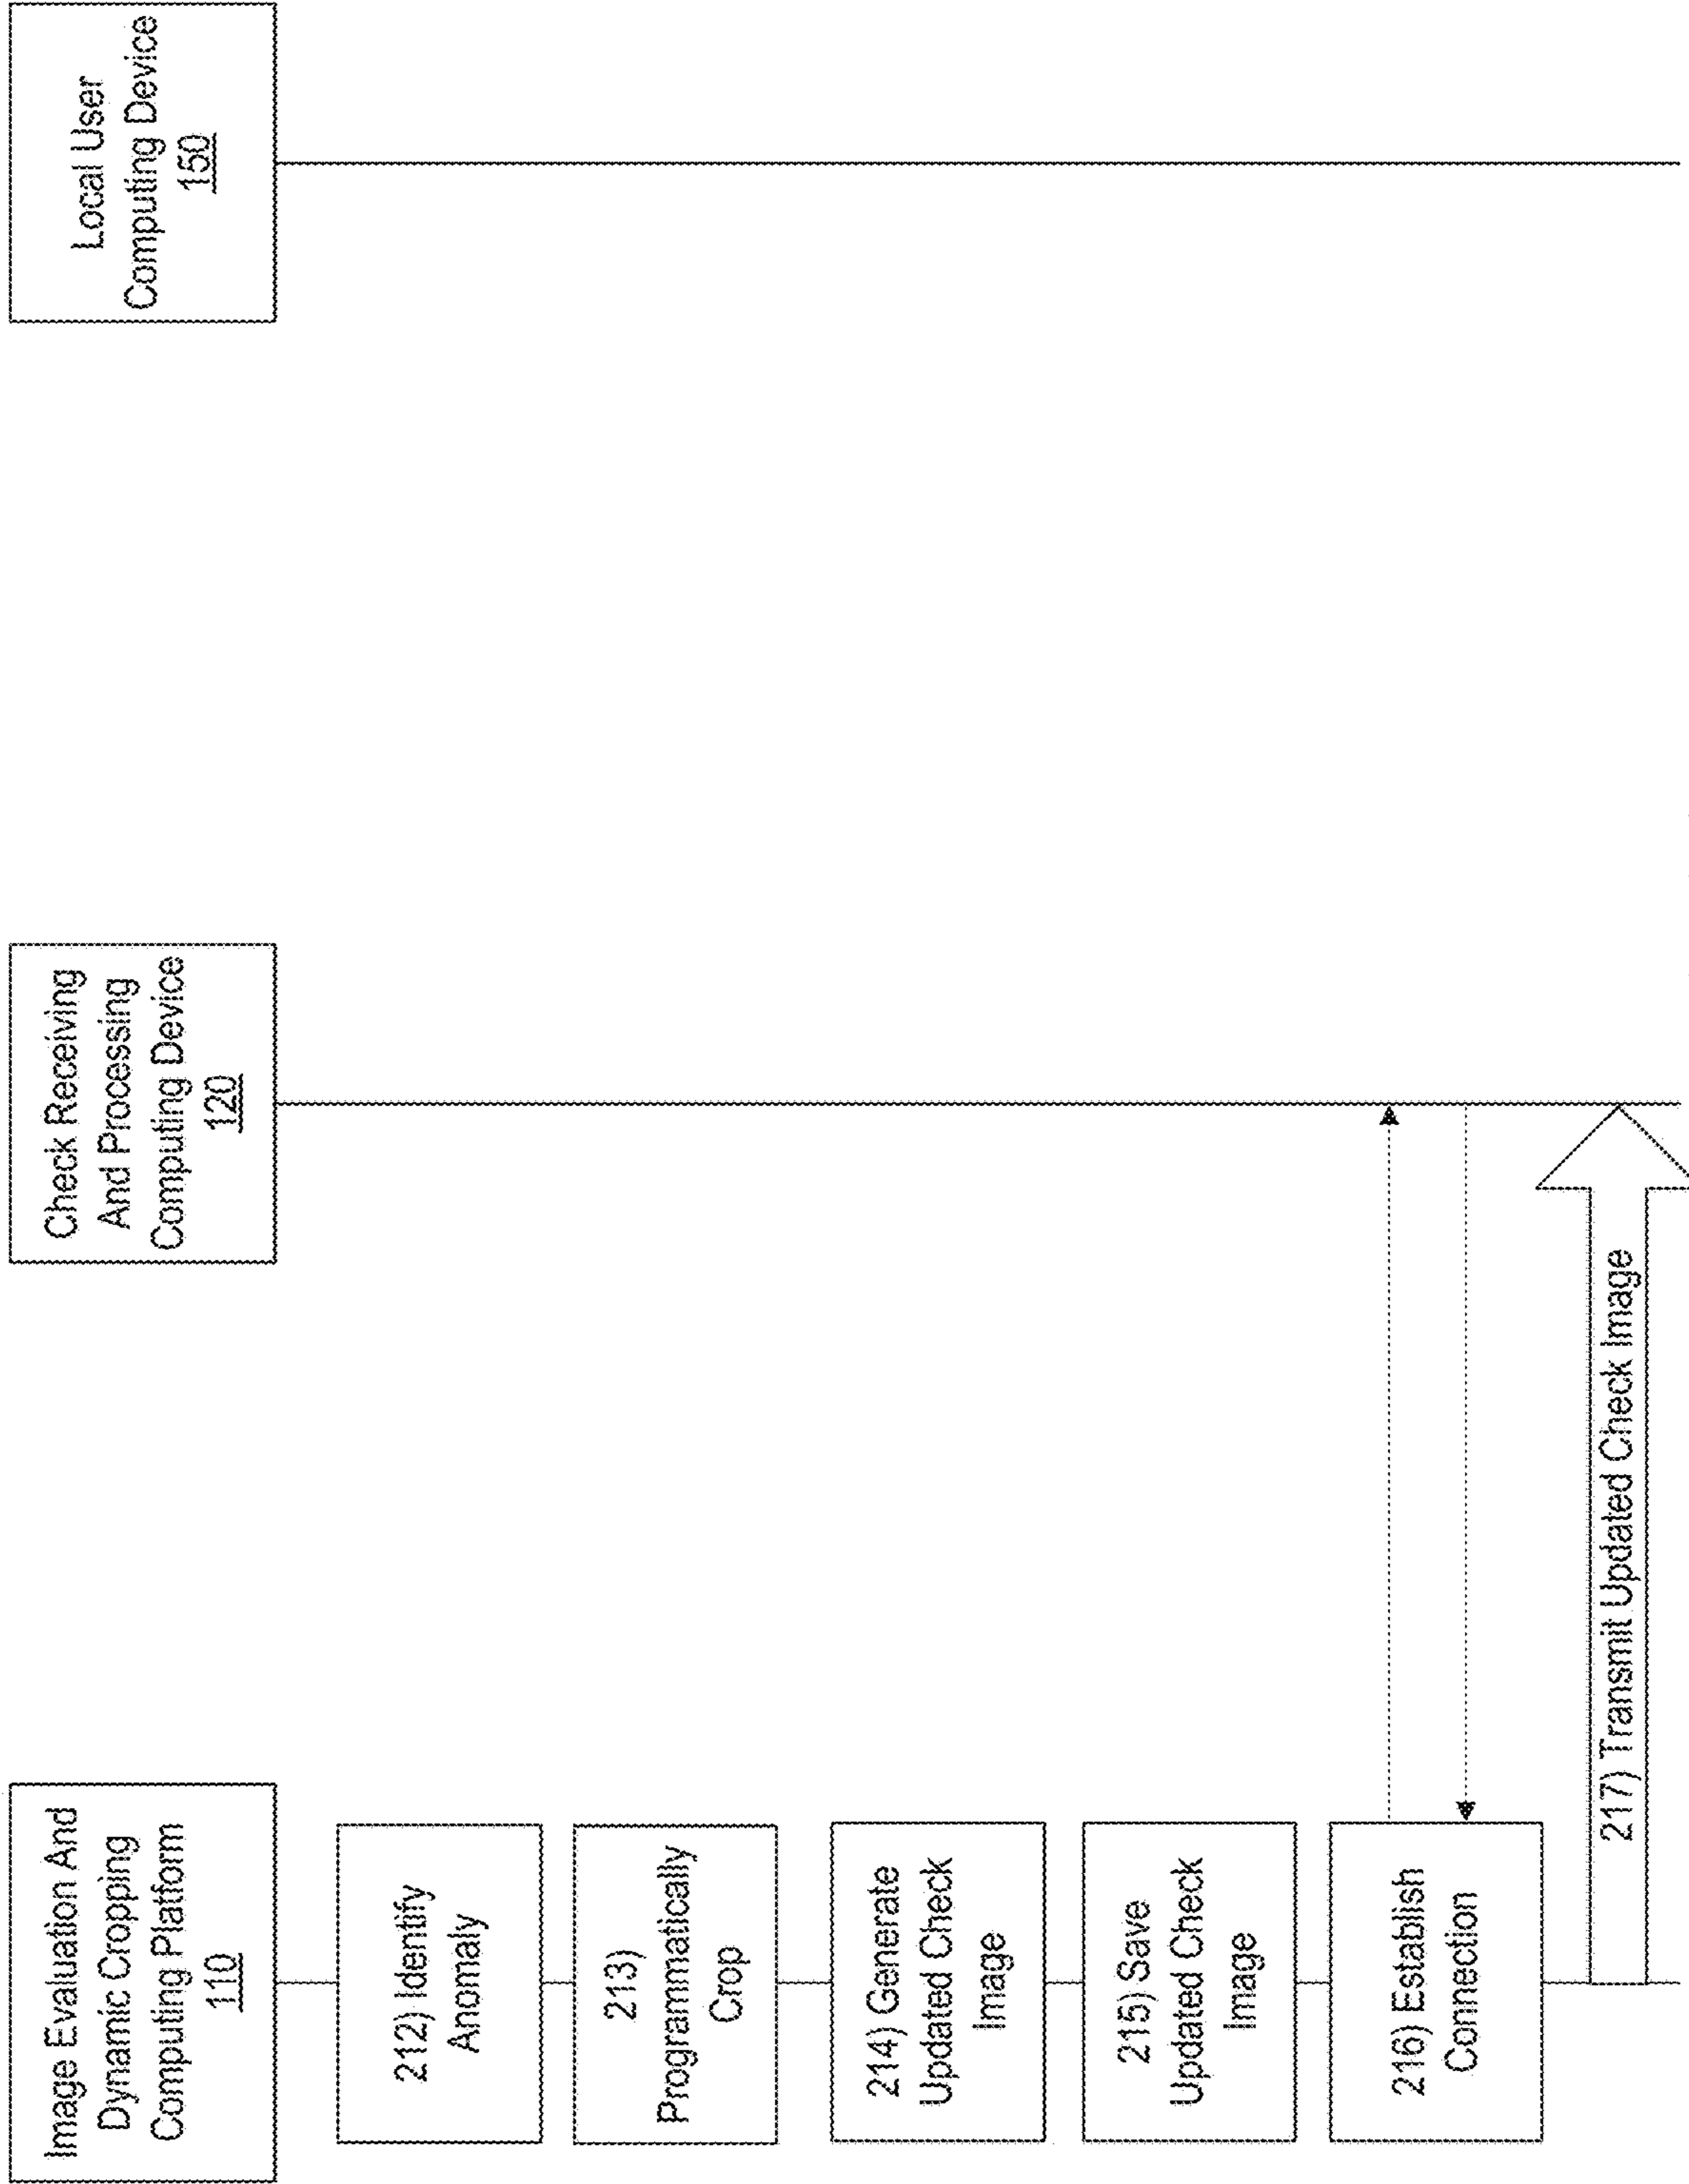 Image Evaluation And
Dynamic Cropping
Computing Platform
110
Check Receiving
And Processing
Computing Device
120
Local User
Computing Device
150
212) Identify
Anomaly
213)
Programmatically
Crop
214) Generate
Updated Check
Image
215) Save
Updated Check
Image
216) Establish
Connection
217) Transmit Updated Check Image